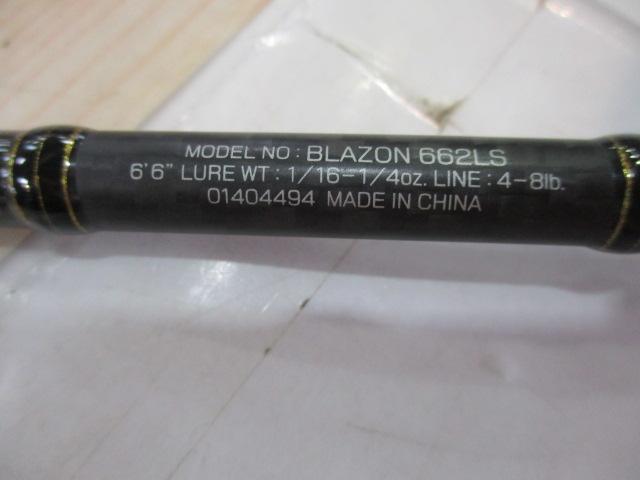 MODEL NO : BLAZON 662LS
6'6" LURE WT : 1/16-1/4oz. LINE : 4-8lb.
01404494 MADE IN CHINA